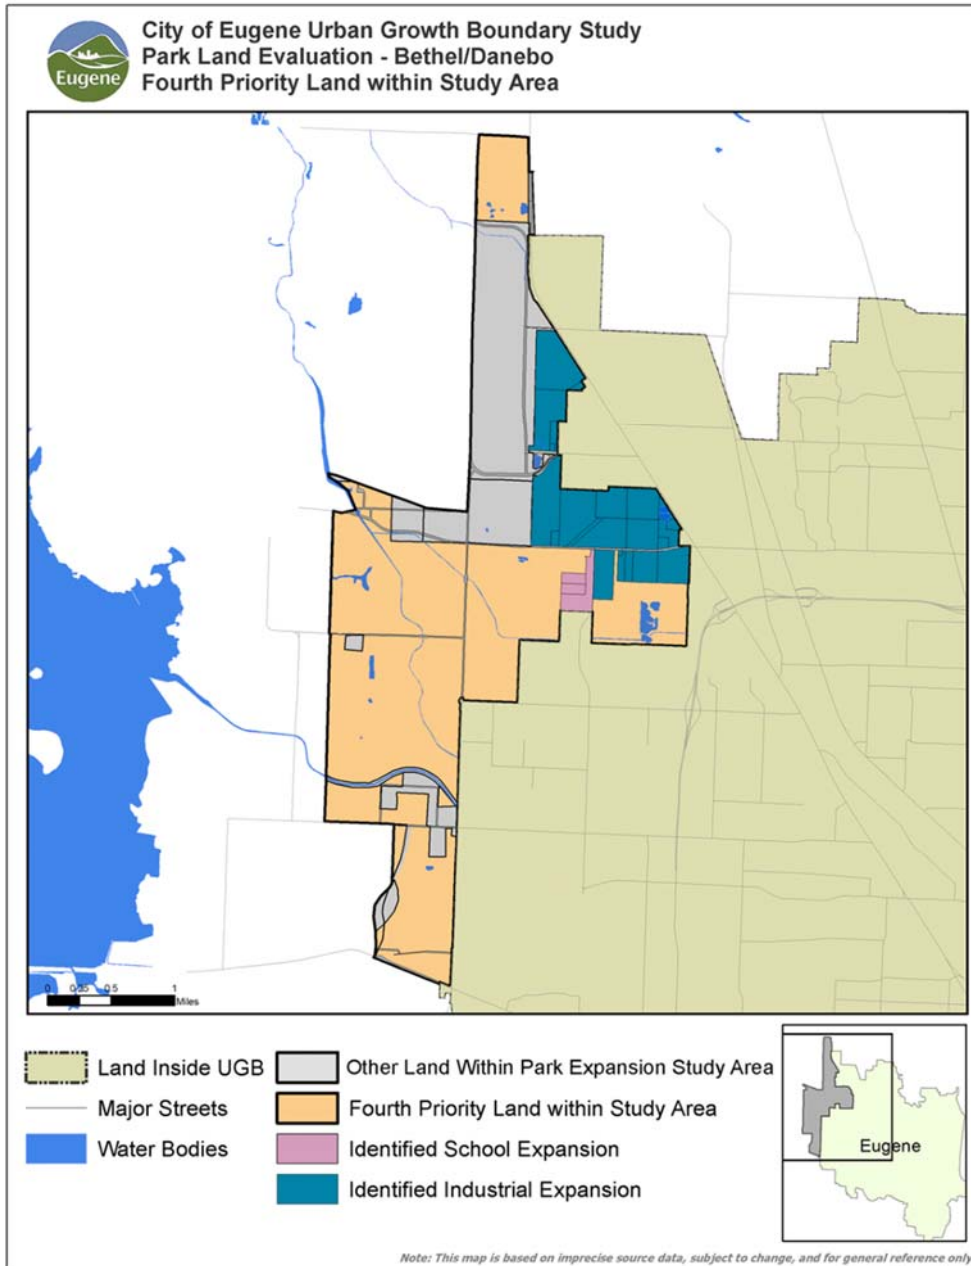 City of Eugene Urban Growth Boundary Study
Park Land Evaluation - Bethel/Danebo
Fourth Priority Land within Study Area
Eugene
0 0.25 0.5 1
Miles
Land Inside UGB
Major Streets
Water Bodies
Other Land Within Park Expansion Study Area
Fourth Priority Land within Study Area
Identified School Expansion
Identified Industrial Expansion
Eugene
Note: This map is based on imprecise source data, subject to change, and for general reference only